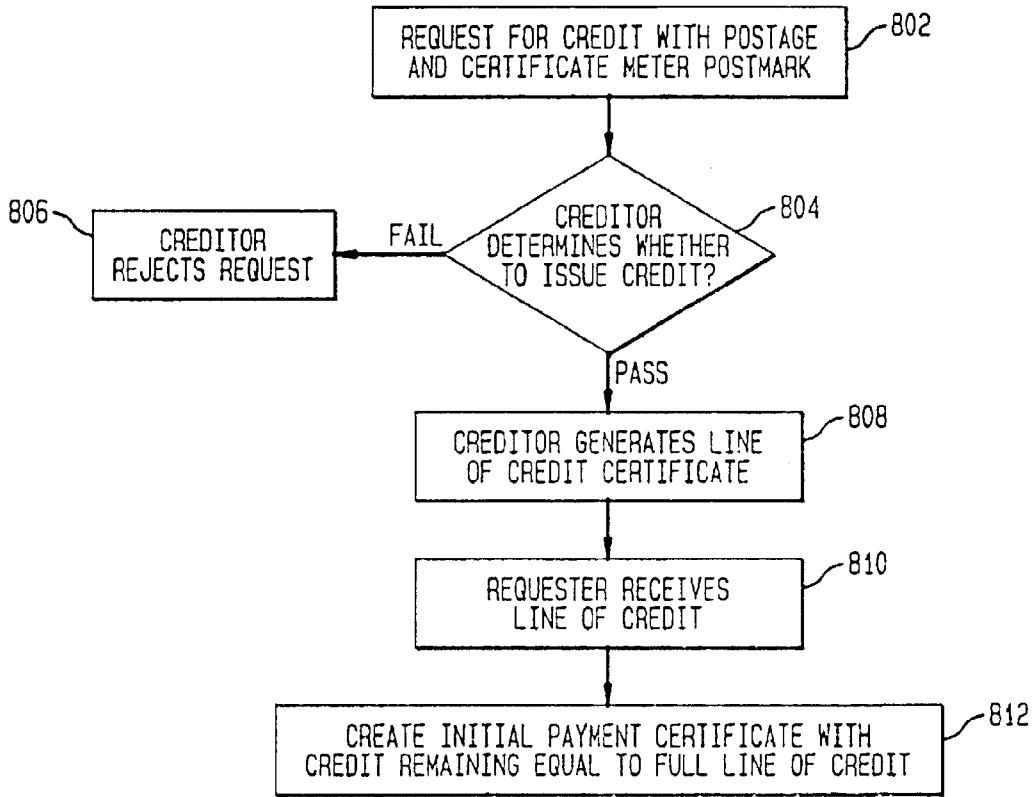 REQUEST FOR CREDIT WITH POSTAGE
AND CERTIFICATE METER POSTMARK
802
CREDITOR
DETERMINES WHETHER
TO ISSUE CREDIT?
804
FAIL
806
CREDITOR
REJECTS REQUEST
PASS
CREDITOR GENERATES LINE
OF CREDIT CERTIFICATE
808
REQUESTER RECEIVES
LINE OF CREDIT
810
CREATE INITIAL PAYMENT CERTIFICATE WITH
CREDIT REMAINING EQUAL TO FULL LINE OF CREDIT
812